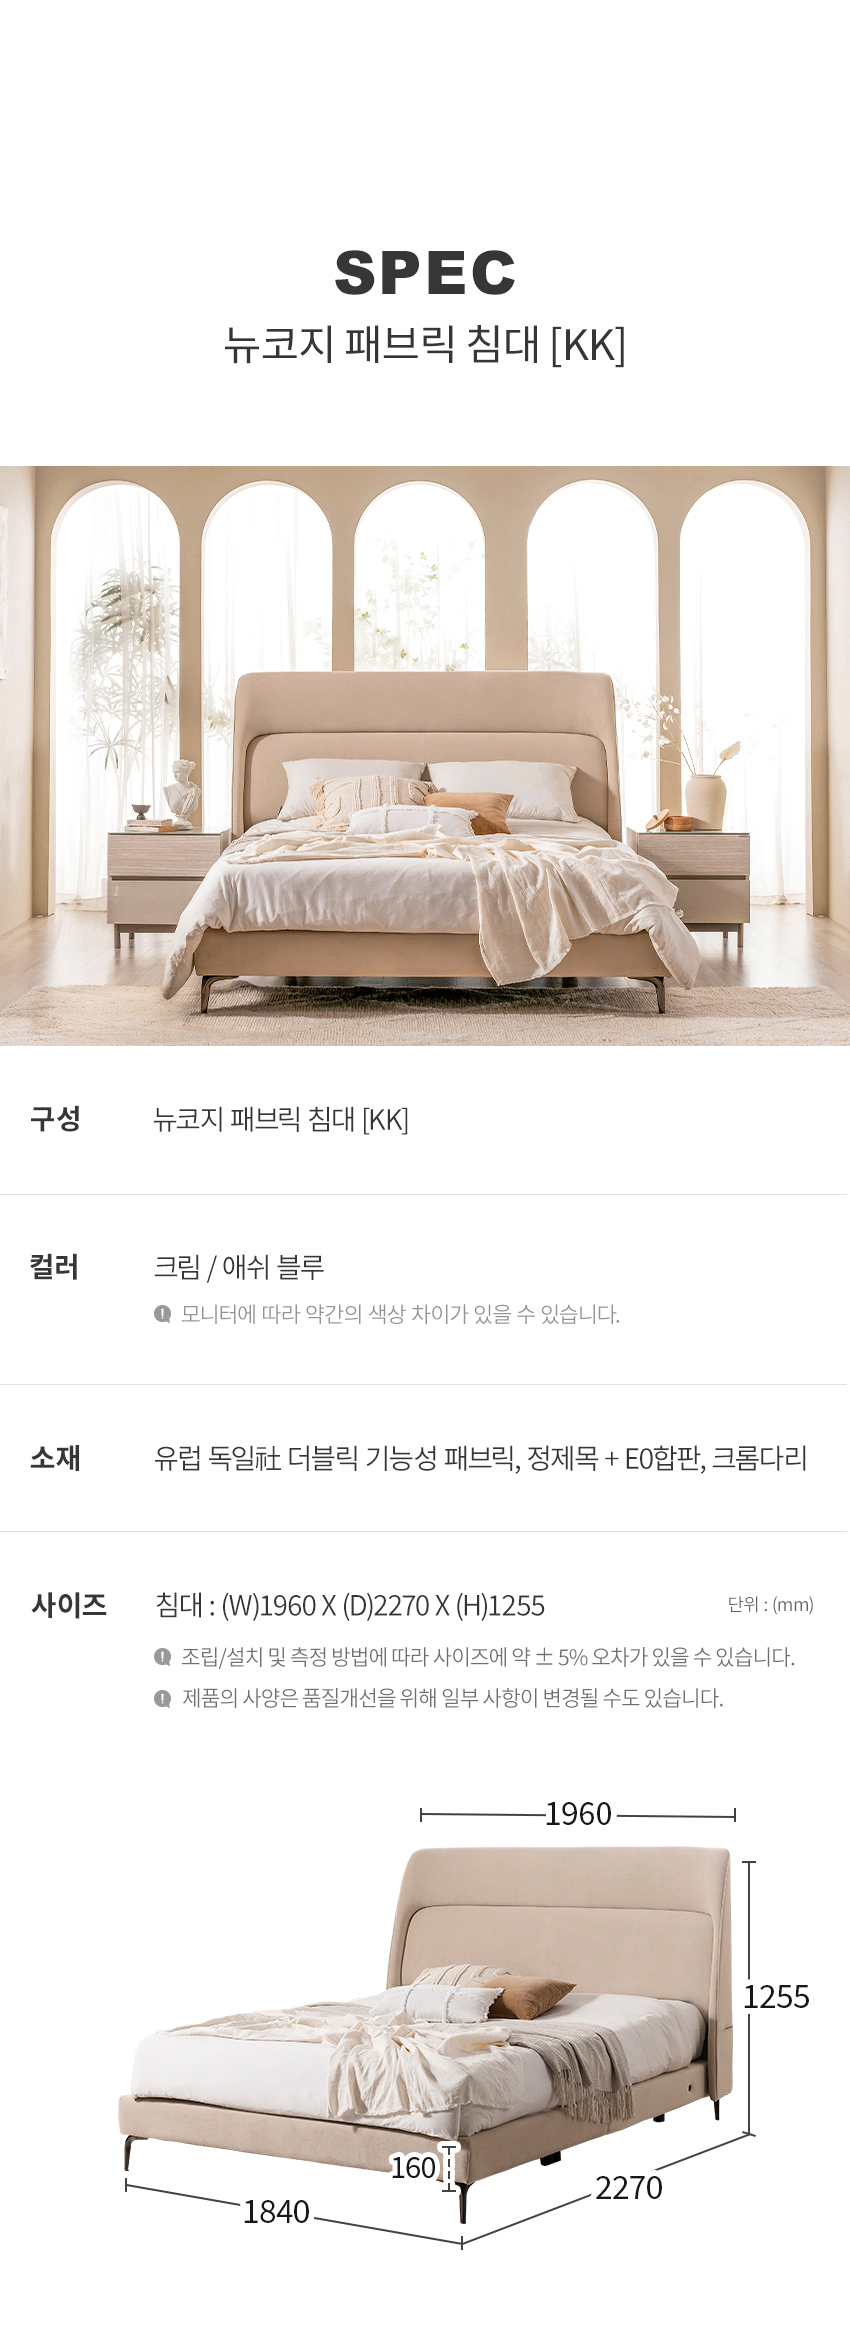 SPEC
뉴코지 패브릭 침대 [KK]
구성
뉴코지 패브릭 침대 [KK]
컬러
크림 / 애쉬 블루
모니터에 따라 약간의 색상 차이가 있을 수 있습니다.
소재
유럽 독일社 더블릭 기능성 패브릭, 정제목 + E0합판, 크롬다리
사이즈
침대 : (W)1960 X (D)2270 X (H)1255
단위 : (mm)
조립/설치 및 측정 방법에 따라 사이즈에 약 ± 5% 오차가 있을 수 있습니다.
제품의 사양은 품질개선을 위해 일부 사항이 변경될 수도 있습니다.
1960
1255
160
2270
1840